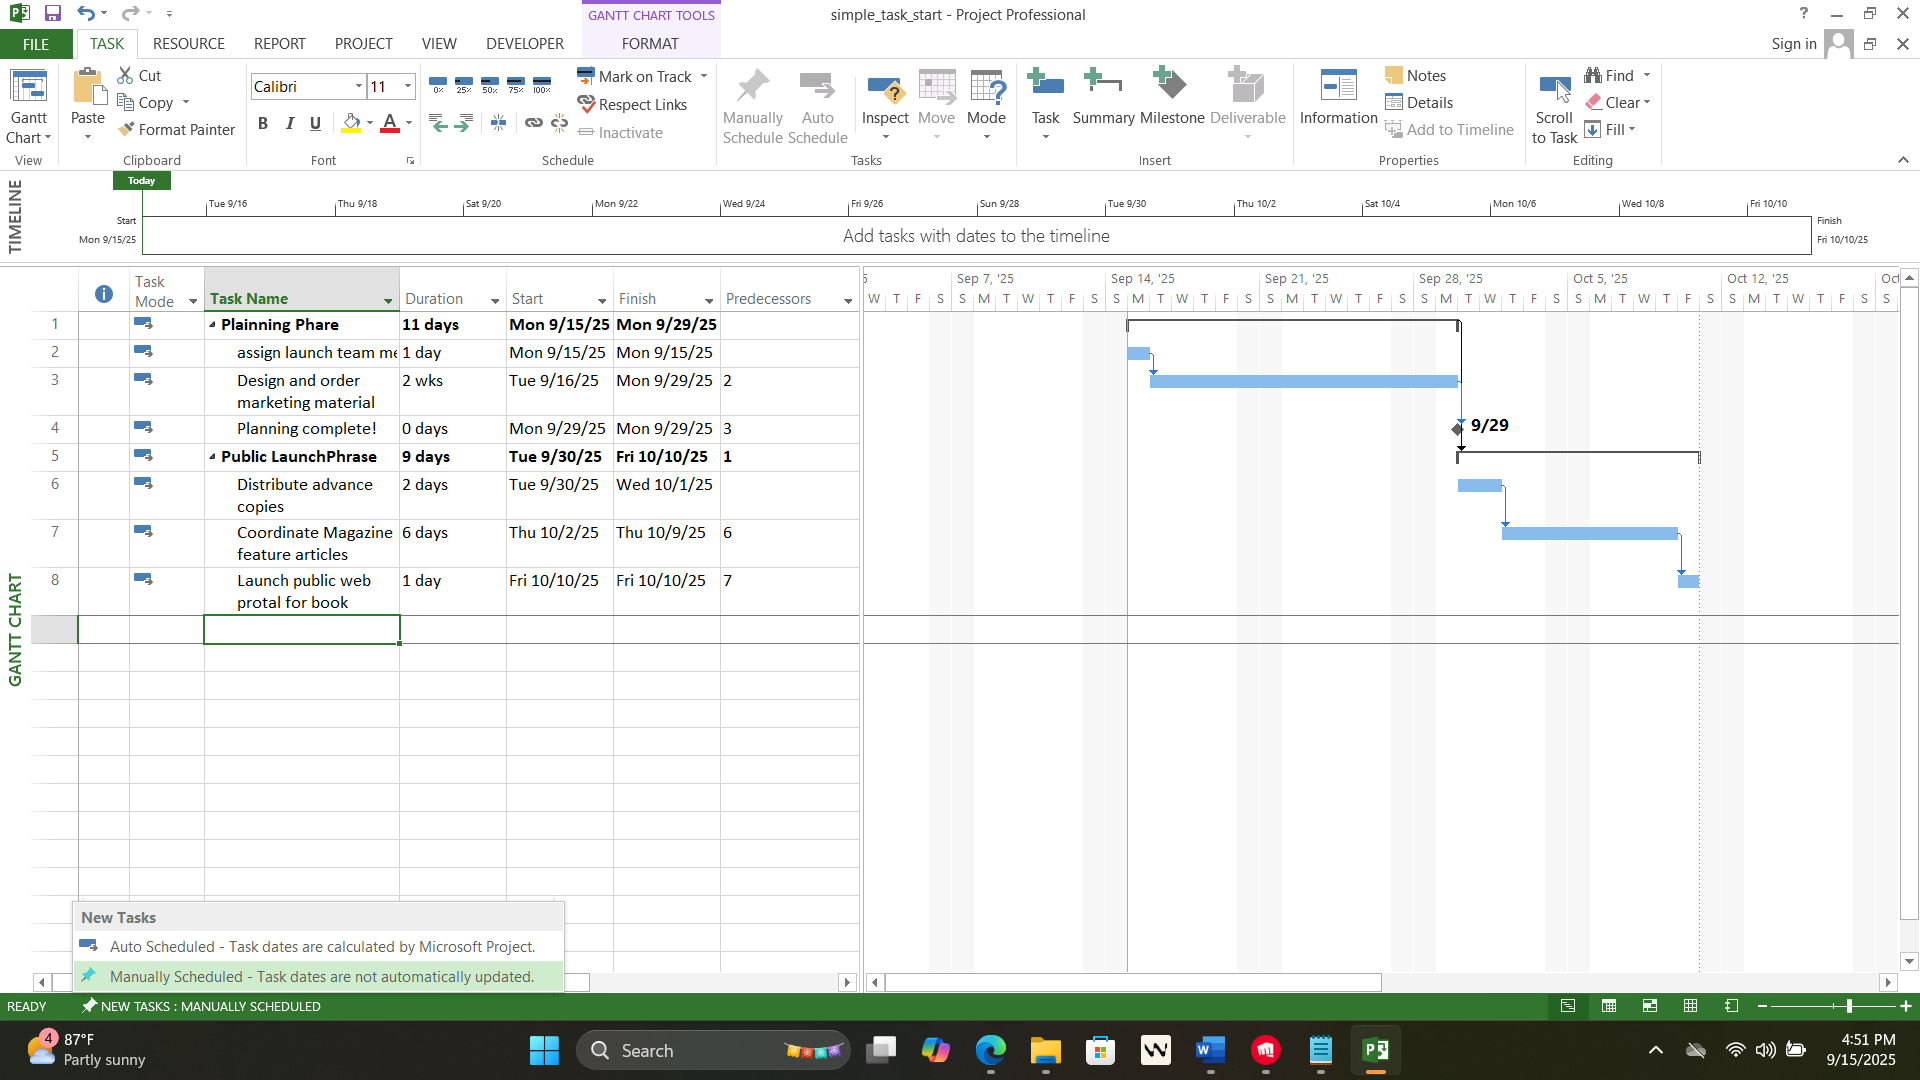 GANTT CHART TOOLS
simple_task_start - Project Professional
?
FILE
TASK
RESOURCE
REPORT
PROJECT
VIEW
DEVELOPER
FORMAT
Sign in
Gantt
Chart
View
Paste
Cut
Copy
Format Painter
Clipboard
Calibri
11
B I U
A
Font
0% 25% 50% 75% 100%
Mark on Track
Respect Links
Inactivate
Schedule
Manually
Schedule
Auto
Schedule
Inspect
Move
Mode
Tasks
Task
Summary
Milestone
Deliverable
Insert
Information
Notes
Details
Add to Timeline
Properties
Scroll
to Task
Find
Clear
Fill
Editing
TIMELINE
Today
Start
Mon 9/15/25
Tue 9/16
Thu 9/18
Sat 9/20
Mon 9/22
Wed 9/24
Fri 9/26
Sun 9/28
Tue 9/30
Thu 10/2
Sat 10/4
Mon 10/6
Wed 10/8
Fri 10/10
Add tasks with dates to the timeline
Finish
Fri 10/10/25
GANTT CHART
Task
Mode
Task Name
Duration
Start
Finish
Predecessors
1 Plainning Phare 11 days Mon 9/15/25 Mon 9/29/25
2 assign launch team me 1 day Mon 9/15/25 Mon 9/15/25
3 Design and order
marketing material 2 wks Tue 9/16/25 Mon 9/29/25 2
4 Planning complete! 0 days Mon 9/29/25 Mon 9/29/25 3
5 Public LaunchPhrase 9 days Tue 9/30/25 Fri 10/10/25 1
6 Distribute advance
copies 2 days Tue 9/30/25 Wed 10/1/25
7 Coordinate Magazine
feature articles 6 days Thu 10/2/25 Thu 10/9/25 6
8 Launch public web
protal for book 1 day Fri 10/10/25 Fri 10/10/25 7
Sep 7, '25
Sep 14, '25
Sep 21, '25
Sep 28, '25
Oct 5, '25
Oct 12, '25
Oct
W T F S S M T W T F S S M T W T F S S M T W T F S S M T W T F S S M T W T F S S M T W T F S S
9/29
New Tasks
Auto Scheduled - Task dates are calculated by Microsoft Project.
Manually Scheduled - Task dates are not automatically updated.
READY
NEW TASKS : MANUALLY SCHEDULED
4
87°F
Partly sunny
Search
4:51 PM
9/15/2025